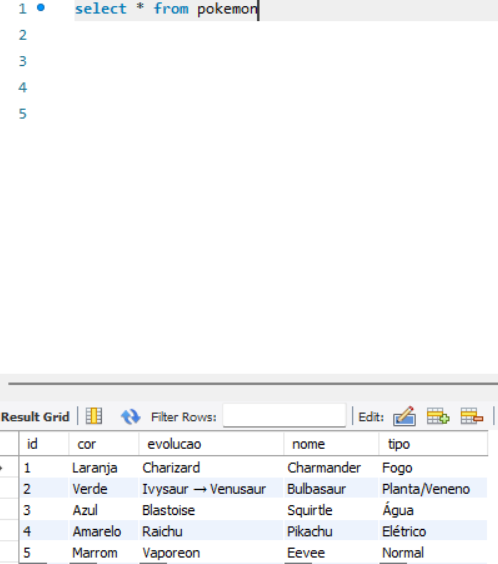 1 select * from pokemon
2
3
4
5
Result Grid Filter Rows: Edit:
id cor evolucao nome tipo
1 Laranja Charizard Charmander Fogo
2 Verde Ivysaur → Venusaur Bulbasaur Planta/Veneno
3 Azul Blastoise Squirtle Água
4 Amarelo Raichu Pikachu Elétrico
5 Marrom Vaporeon Eevee Normal